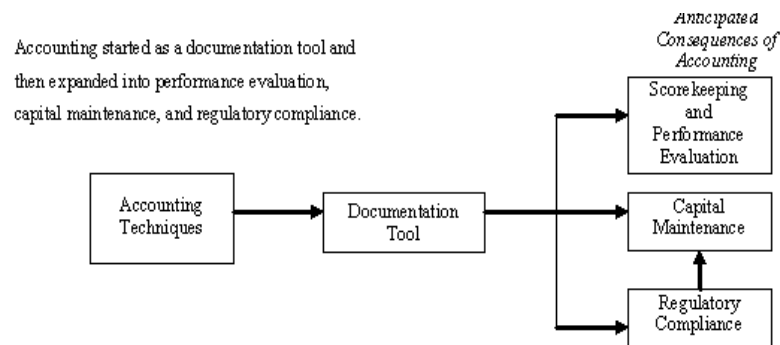 Accounting started as a documentation tool and
then expanded into performance evaluation,
capital maintenance, and regulatory compliance.
Anticipated
Consequences of
Accounting
Scorekeeping
and
Performance
Evaluation
Accounting
Techniques
Documentation
Tool
Capital
Maintenance
Regulatory
Compliance